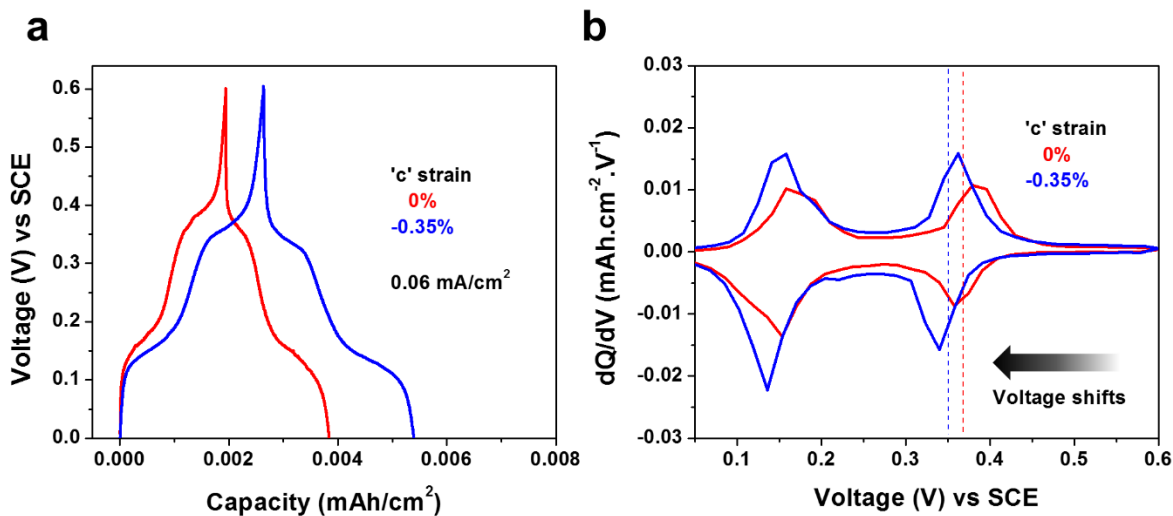 a
0.6
0.5
0.4
0.3
0.2
0.1
0.0
Voltage (V) vs SCE
'c' strain
0%
-0.35%
0.06 mA/cm²
0.000 0.002 0.004 0.006 0.008
Capacity (mAh/cm²)
b
0.03
0.02
0.01
0.00
-0.01
-0.02
-0.03
dQ/dV (mAh.cm⁻².V⁻¹)
'c' strain
0%
-0.35%
Voltage shifts
0.1 0.2 0.3 0.4 0.5 0.6
Voltage (V) vs SCE